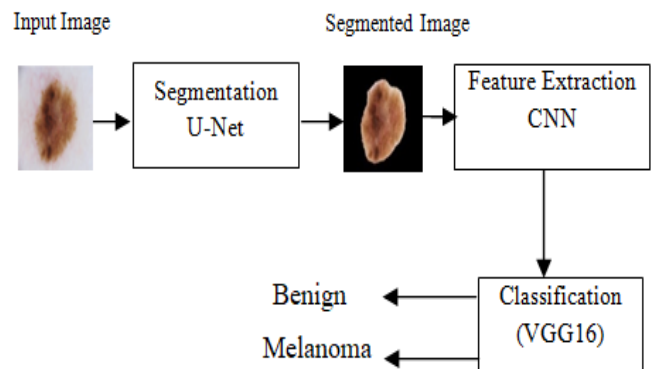 Input Image
Segmented Image
Segmentation
U-Net
Feature Extraction
CNN
Classification
(VGG16)
Benign
Melanoma